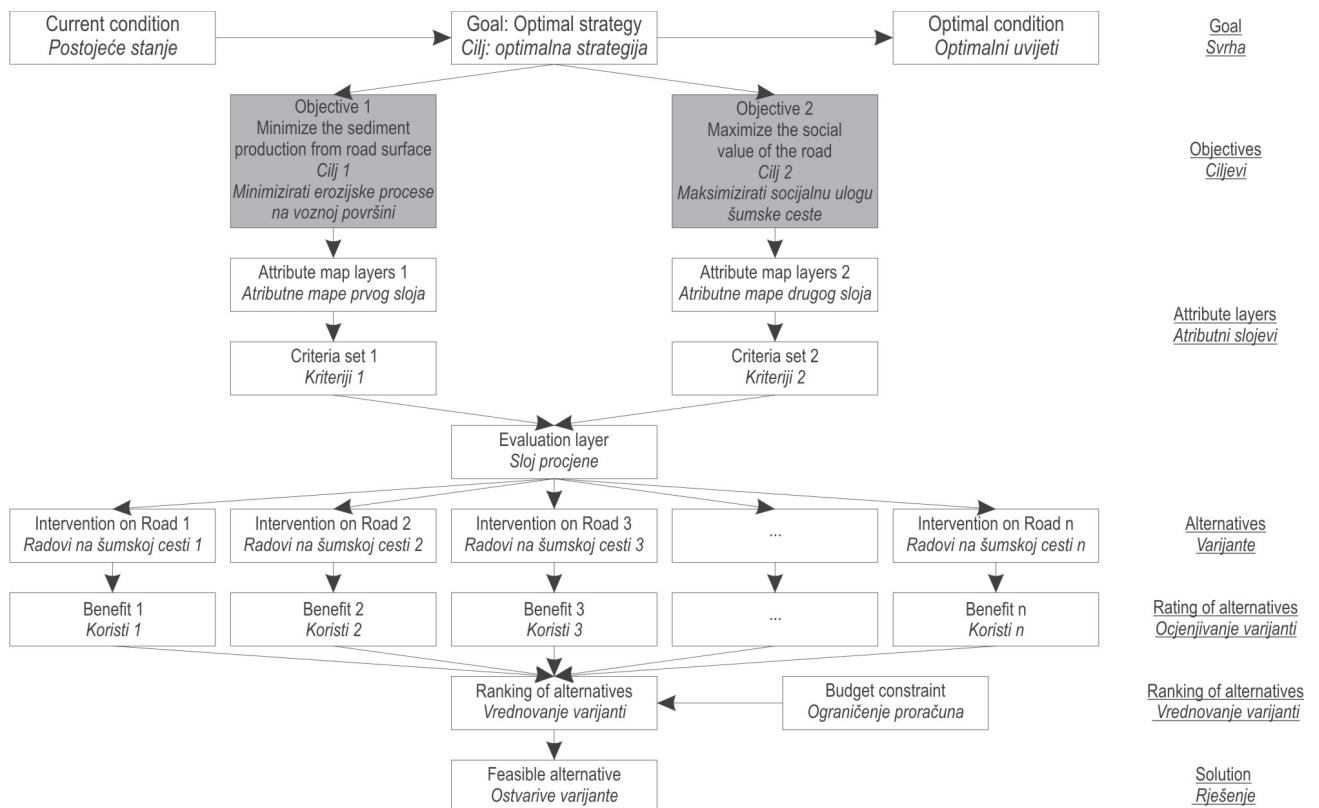 Current condition
Postojeće stanje
Goal: Optimal strategy
Cilj: optimalna strategija
Optimal condition
Optimalni uvijeti
Goal
Svrha
Objective 1
Minimize the sediment
production from road surface
Cilj 1
Minimizirati erozijske procese
na voznoj površini
Objective 2
Maximize the social
value of the road
Cilj 2
Maksimizirati socijalnu ulogu
šumske ceste
Objectives
Ciljevi
Attribute map layers 1
Atributne mape prvog sloja
Attribute map layers 2
Atributne mape drugog sloja
Attribute layers
Atributni slojevi
Criteria set 1
Kriteriji 1
Criteria set 2
Kriteriji 2
Evaluation layer
Sloj procjene
Intervention on Road 1
Radovi na šumskoj cesti 1
Intervention on Road 2
Radovi na šumskoj cesti 2
Intervention on Road 3
Radovi na šumskoj cesti 3
...
Intervention on Road n
Radovi na šumskoj cesti n
Alternatives
Varijante
Benefit 1
Koristi 1
Benefit 2
Koristi 2
Benefit 3
Koristi 3
...
Benefit n
Koristi n
Rating of alternatives
Ocjenjivanje varijanti
Ranking of alternatives
Vrednovanje varijanti
Budget constraint
Ograničenje proračuna
Ranking of alternatives
Vrednovanje varijanti
Feasible alternative
Ostvarive varijante
Solution
Rješenje